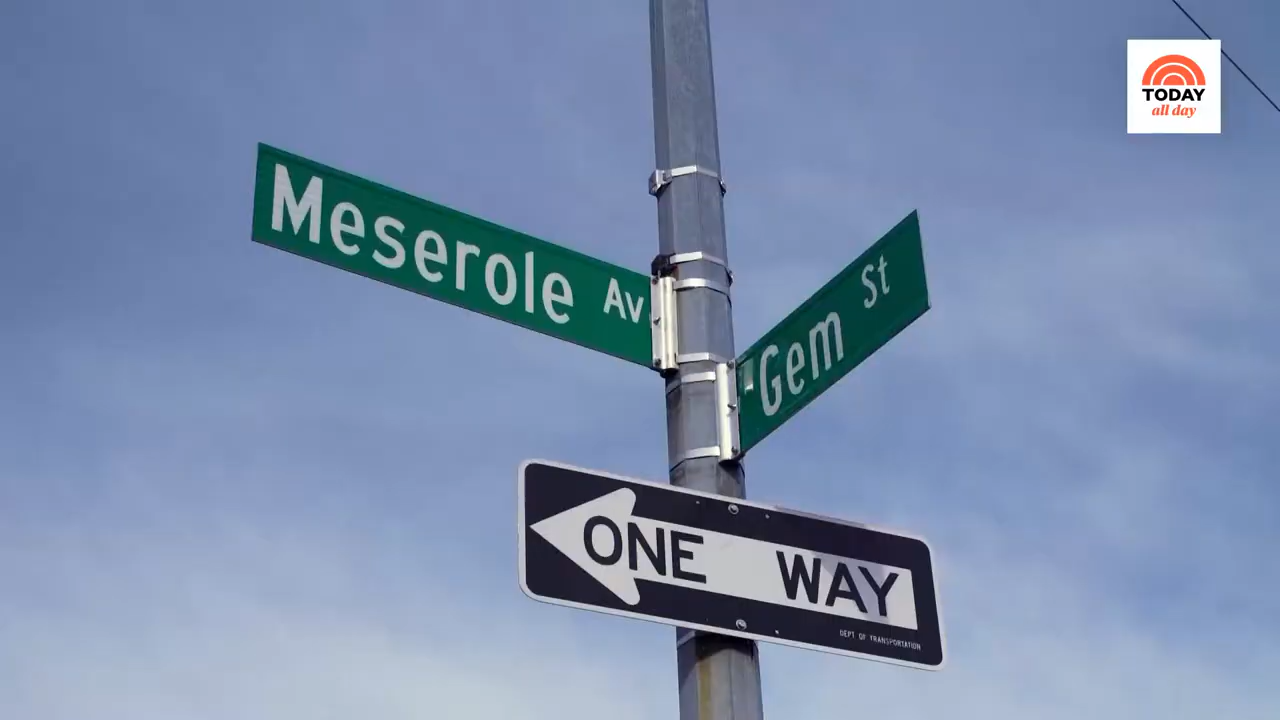 TODAY
all day
Meserole Av
Gem St
ONE WAY
DEPT OF TRANSPORTATION